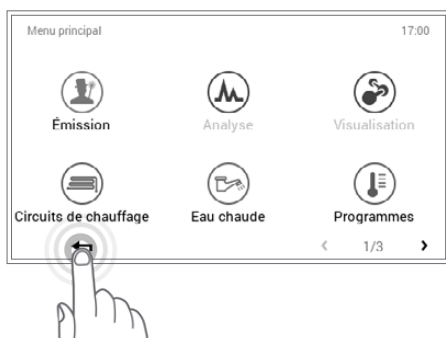 Menu principal 17:00
Émission Analyse Visualisation
Circuits de chauffage Eau chaude Programmes
1/3